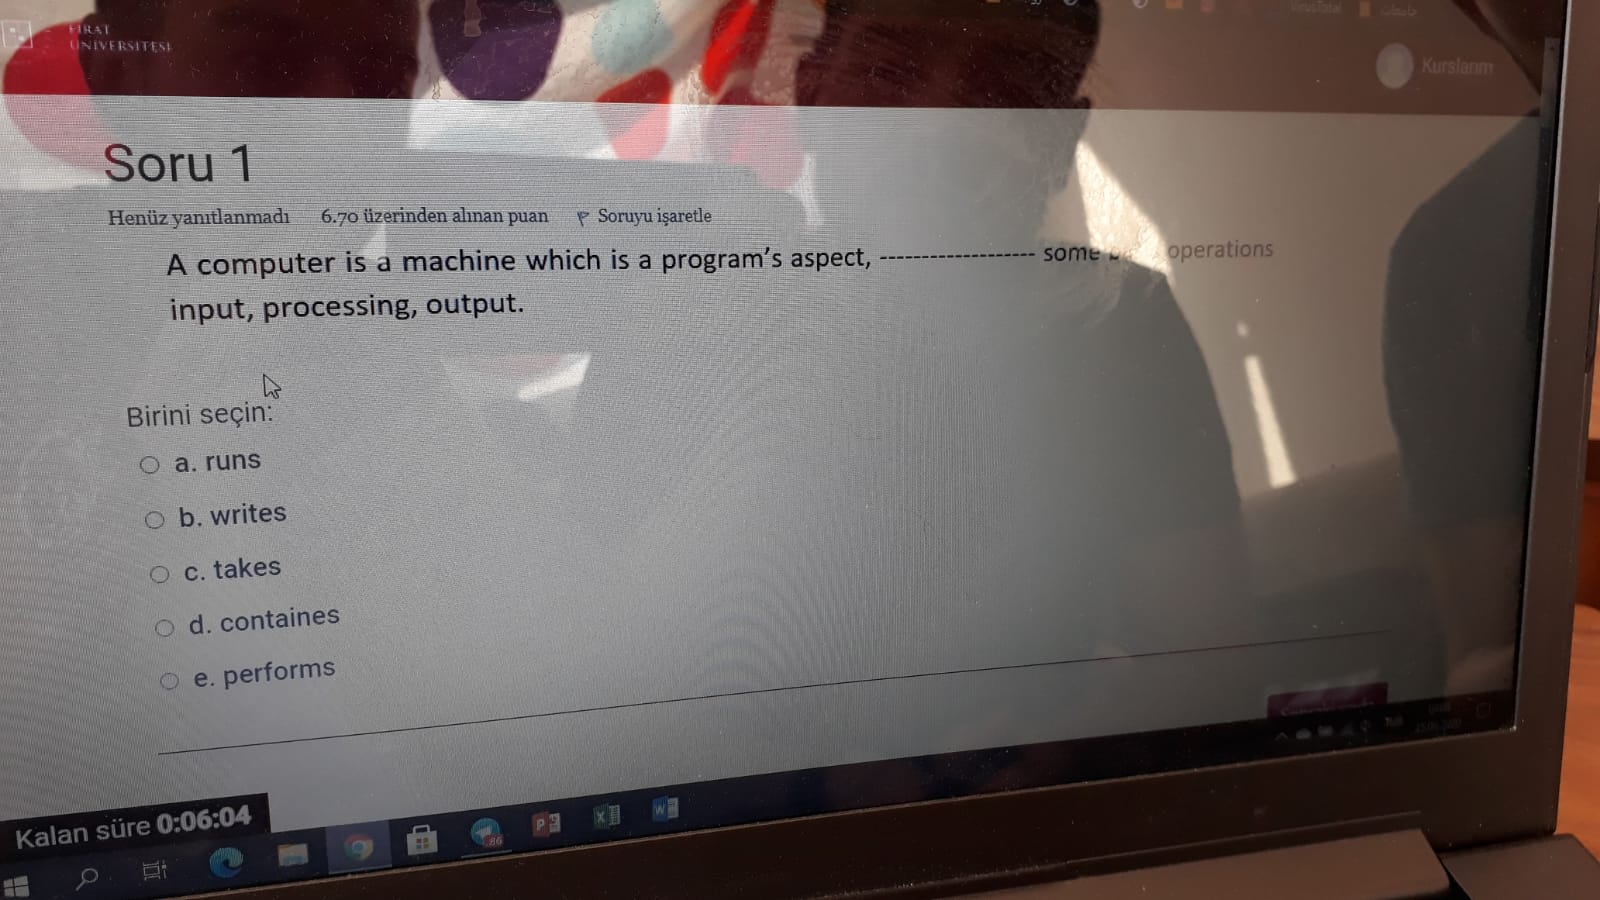 FIRAT
ÜNİVERSİTESİ
VirusTotal
Kurslarım
Soru 1
Henüz yanıtlanmadı 6.70 üzerinden alınan puan Soruyu işaretle
A computer is a machine which is a program's aspect, ------------------- some operations
input, processing, output.
Birini seçin:
a. runs
b. writes
c. takes
d. containes
e. performs
Kalan süre 0:06:04
86